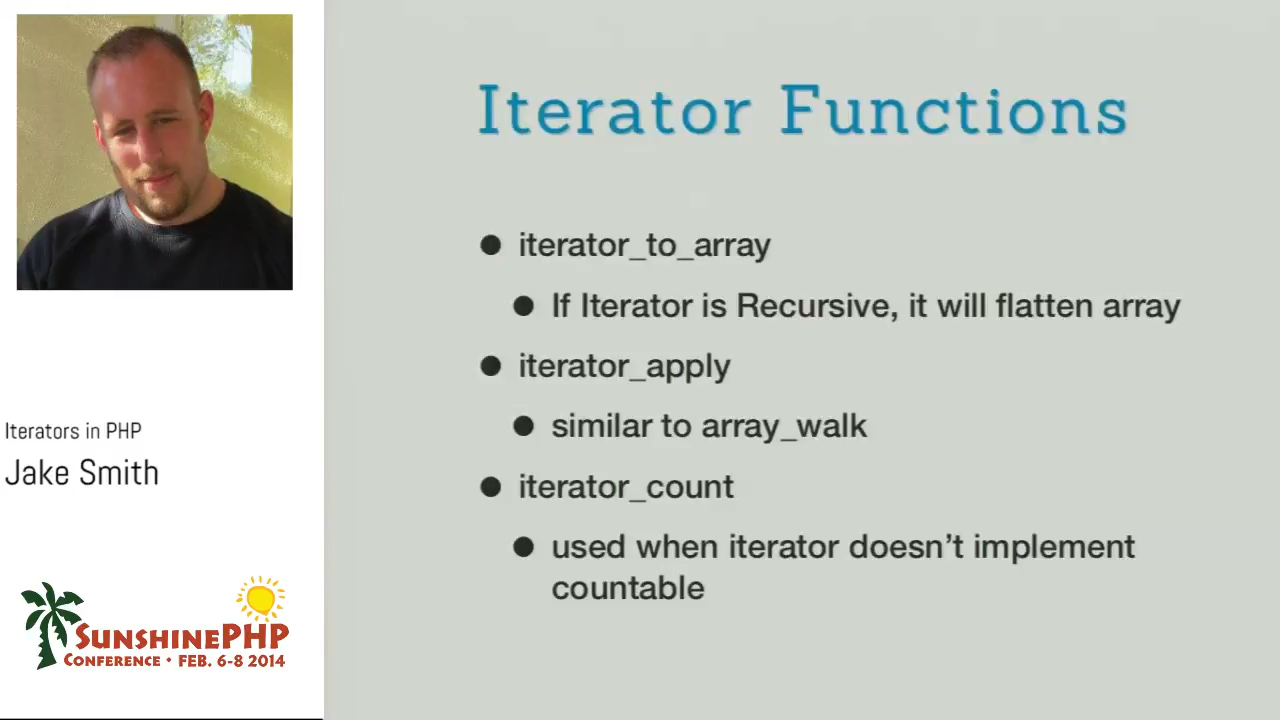 Iterator Functions
● iterator_to_array
● If Iterator is Recursive, it will flatten array
● iterator_apply
● similar to array_walk
● iterator_count
● used when iterator doesn’t implement
countable
Iterators in PHP
Jake Smith
SunshinePHP
Conference • Feb. 6-8 2014